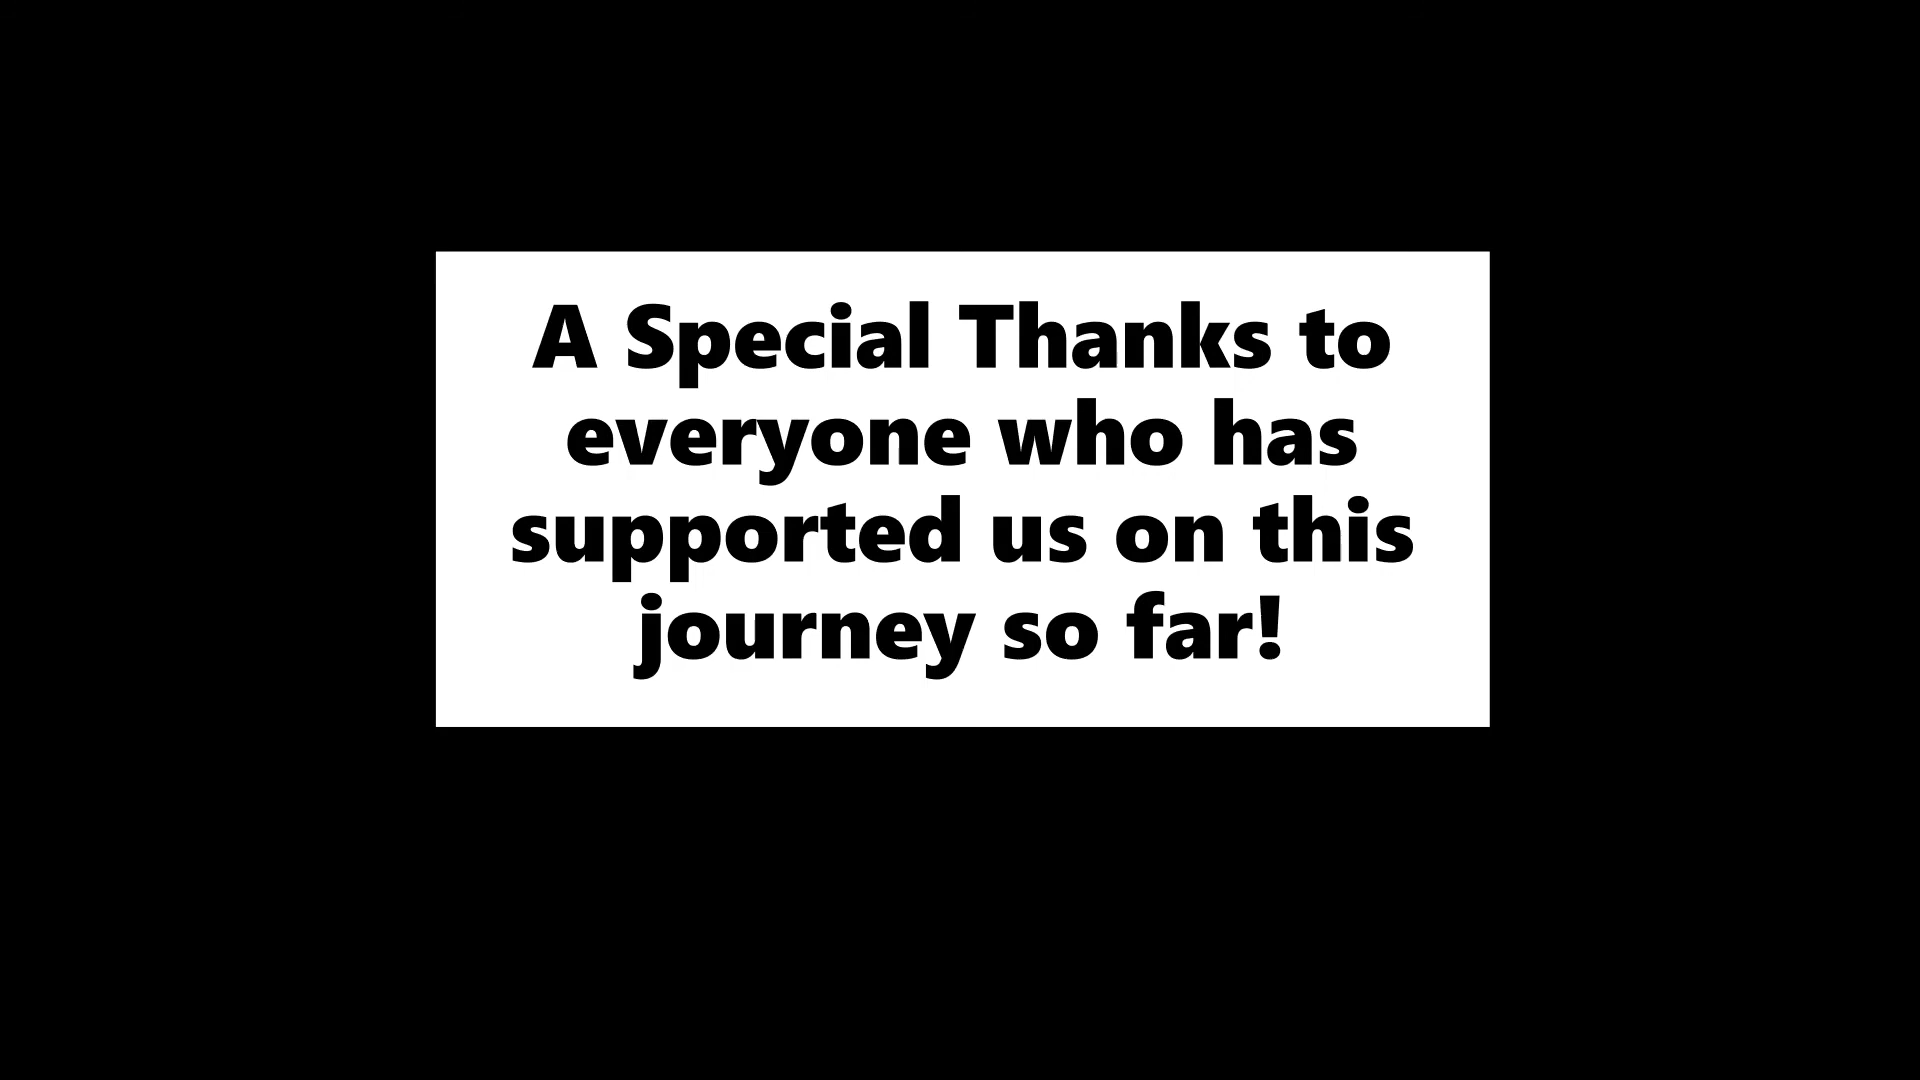 A Special Thanks to
everyone who has
supported us on this
journey so far!